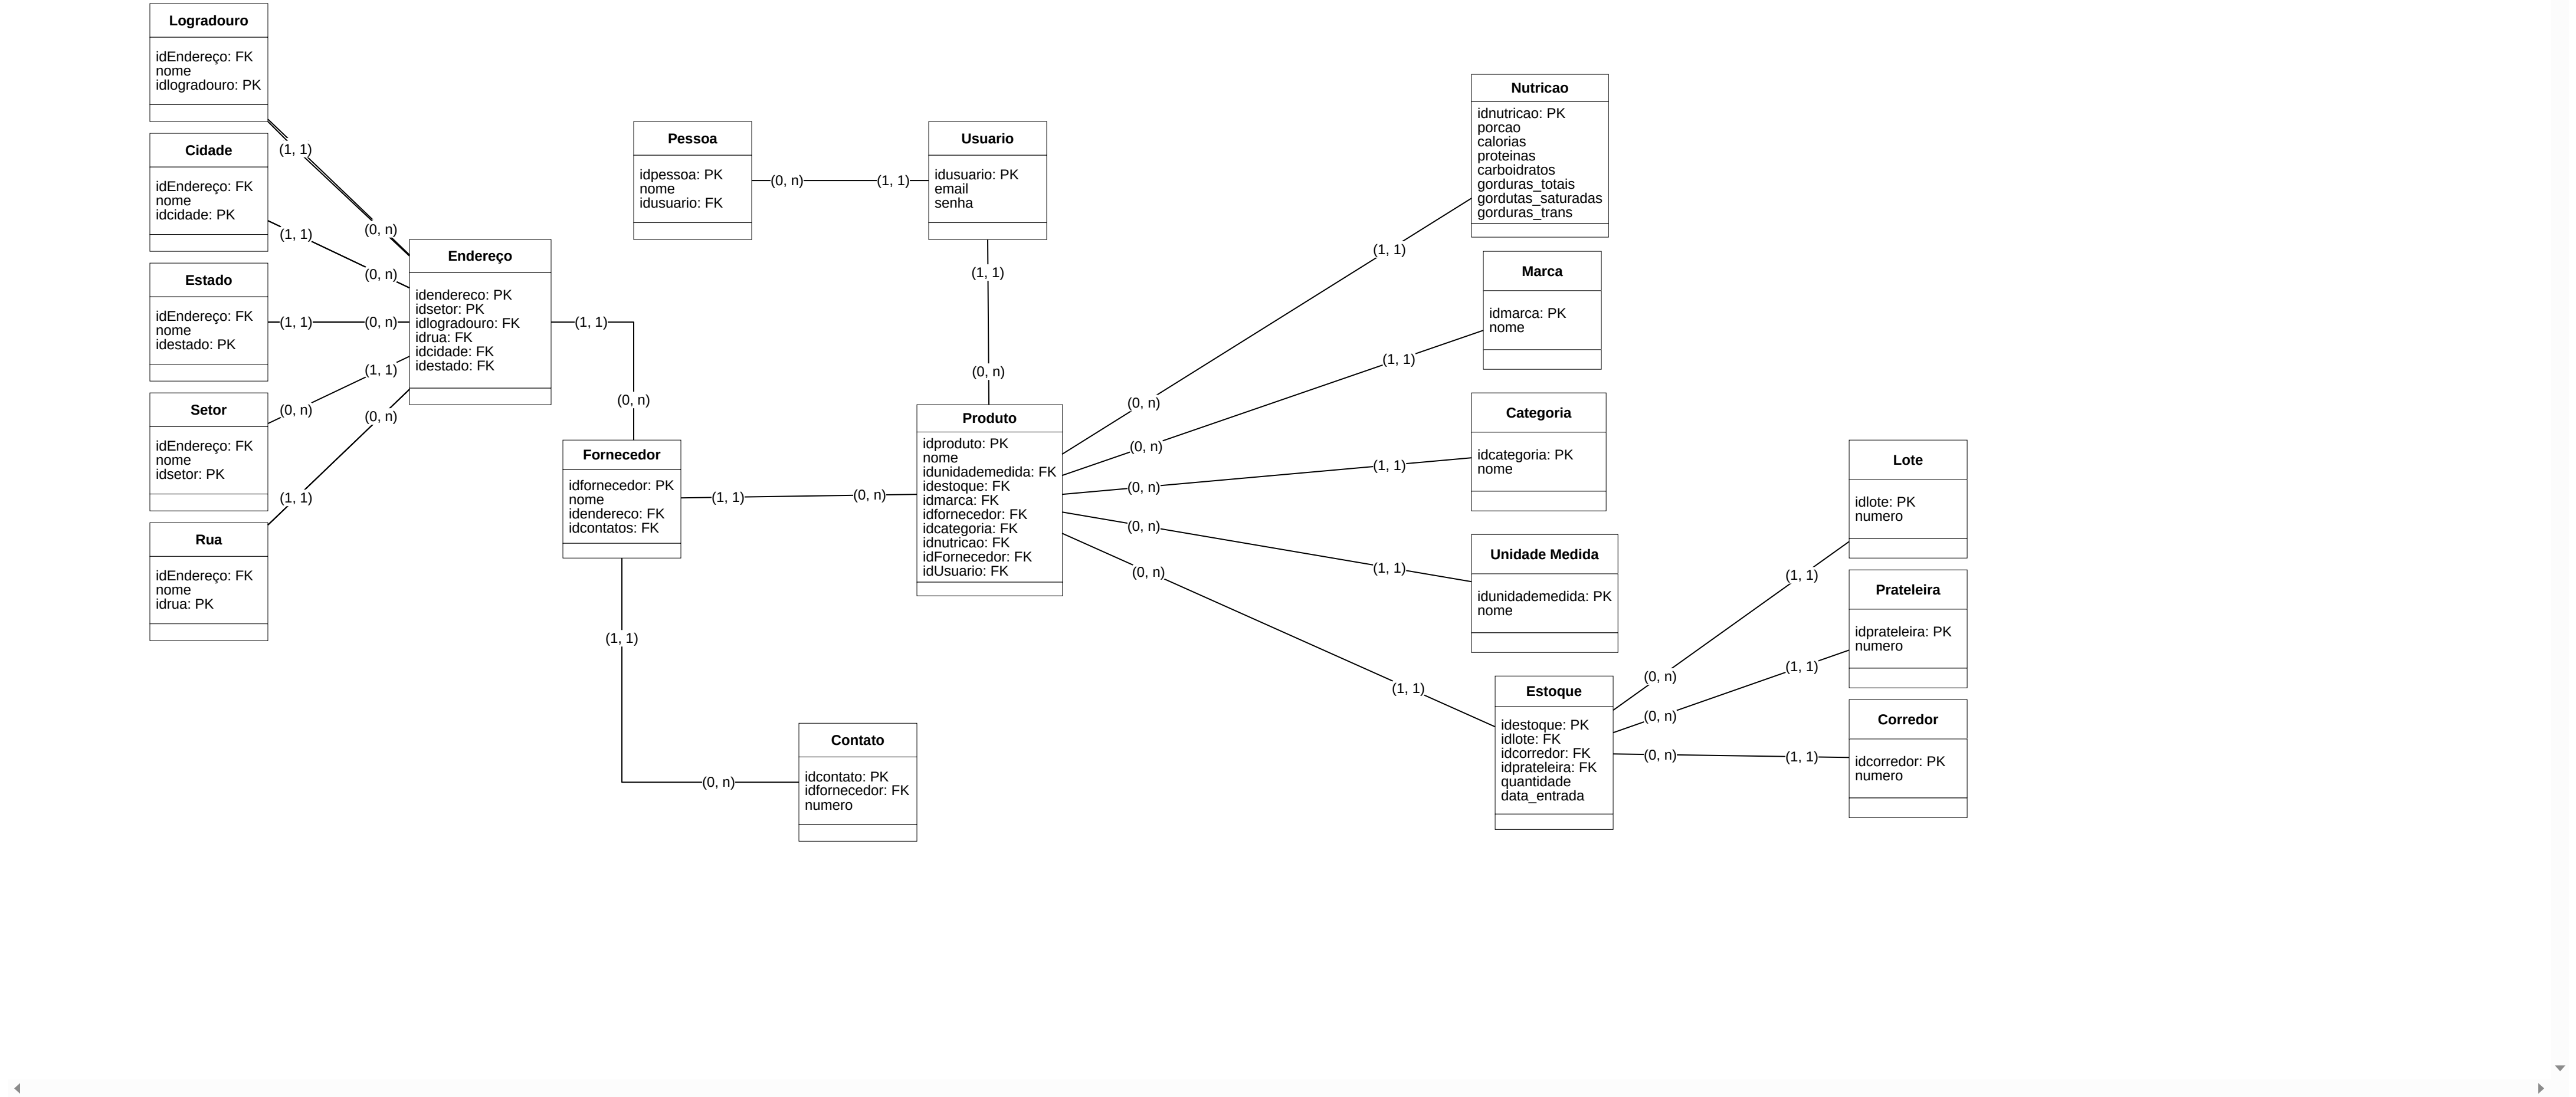 Logradouro
idEndereço: FK
nome
idlogradouro: PK
(1, 1)
(0, n)
Cidade
idEndereço: FK
nome
idcidade: PK
(1, 1)
(0, n)
Estado
idEndereço: FK
nome
idestado: PK
(1, 1)
(0, n)
Setor
idEndereço: FK
nome
idsetor: PK
(0, n)
(1, 1)
Rua
idEndereço: FK
nome
idrua: PK
(1, 1)
(0, n)
Endereço
idendereco: PK
idsetor: PK
idlogradouro: FK
idrua: FK
idcidade: FK
idestado: FK
(1, 1)
(0, n)
Pessoa
idpessoa: PK
nome
idusuario: FK
(0, n)
(1, 1)
Usuario
idusuario: PK
email
senha
(1, 1)
(0, n)
Fornecedor
idfornecedor: PK
nome
idendereco: FK
idcontatos: FK
(1, 1)
(0, n)
(1, 1)
(0, n)
Contato
idcontato: PK
idfornecedor: FK
numero
Produto
idproduto: PK
nome
idunidademedida: FK
idestoque: FK
idmarca: FK
idfornecedor: FK
idcategoria: FK
idnutricao: FK
idFornecedor: FK
idUsuario: FK
(0, n)
(1, 1)
(0, n)
(1, 1)
(0, n)
(1, 1)
(0, n)
(1, 1)
(0, n)
(1, 1)
Nutricao
idnutricao: PK
porcao
calorias
proteinas
carboidratos
gorduras_totais
gordutas_saturadas
gorduras_trans
Marca
idmarca: PK
nome
Categoria
idcategoria: PK
nome
Unidade Medida
idunidademedida: PK
nome
Estoque
idestoque: PK
idlote: FK
idcorredor: FK
idprateleira: FK
quantidade
data_entrada
(0, n)
(1, 1)
(0, n)
(1, 1)
(0, n)
(1, 1)
Lote
idlote: PK
numero
Prateleira
idprateleira: PK
numero
Corredor
idcorredor: PK
numero